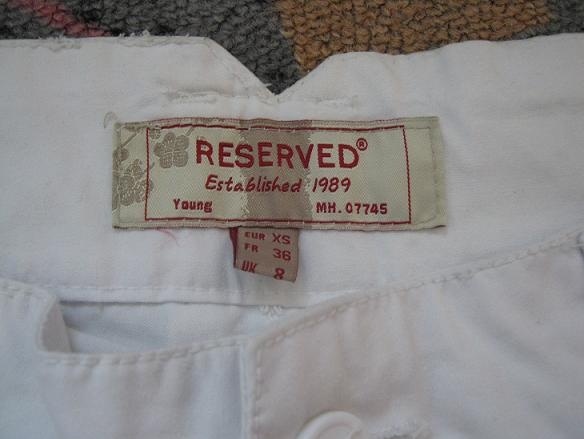 RESERVED®
Established 1989
Young MH. 07745
EUR XS
FR 36
UK 8